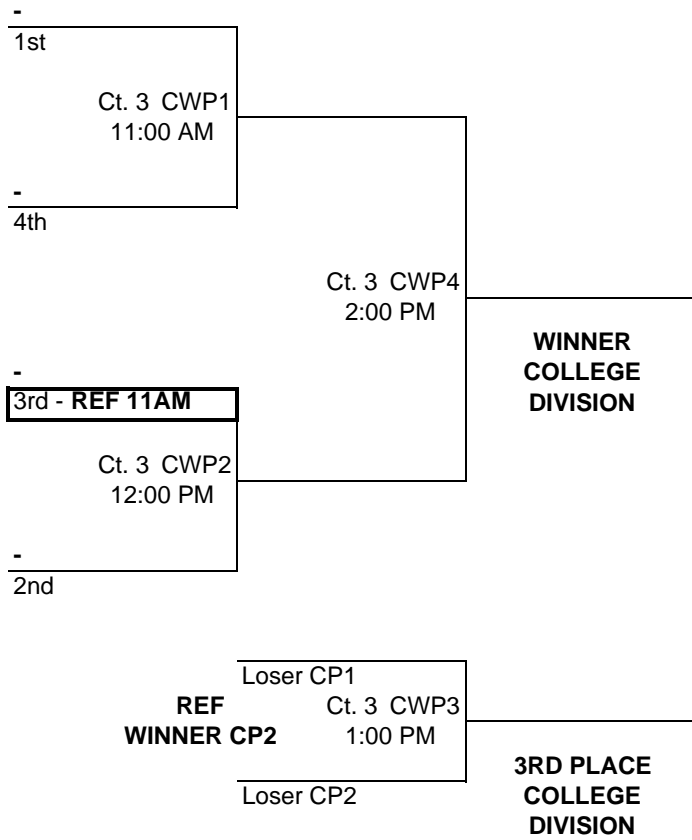 -
1st
Ct. 3 CWP1
11:00 AM
-
4th
Ct. 3 CWP4
2:00 PM
WINNER
COLLEGE
DIVISION
-
3rd - REF 11AM
Ct. 3 CWP2
12:00 PM
-
2nd
Loser CP1
REF
WINNER CP2
Ct. 3 CWP3
1:00 PM
Loser CP2
3RD PLACE
COLLEGE
DIVISION